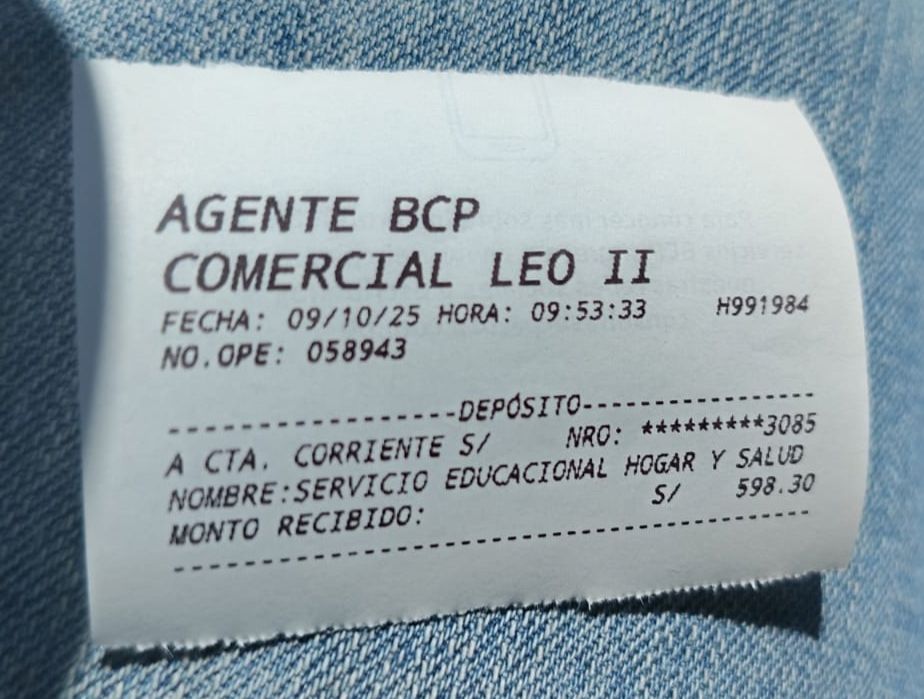 AGENTE BCP
COMERCIAL LEO II
FECHA: 09/10/25 HORA: 09:53:33 H991984
NO.OPE: 058943
-----------------DEPÓSITO-----------------
A CTA. CORRIENTE S/ NRO: *********3085
NOMBRE:SERVICIO EDUCACIONAL HOGAR Y SALUD
MONTO RECIBIDO: S/ 598.30
------------------------------------------